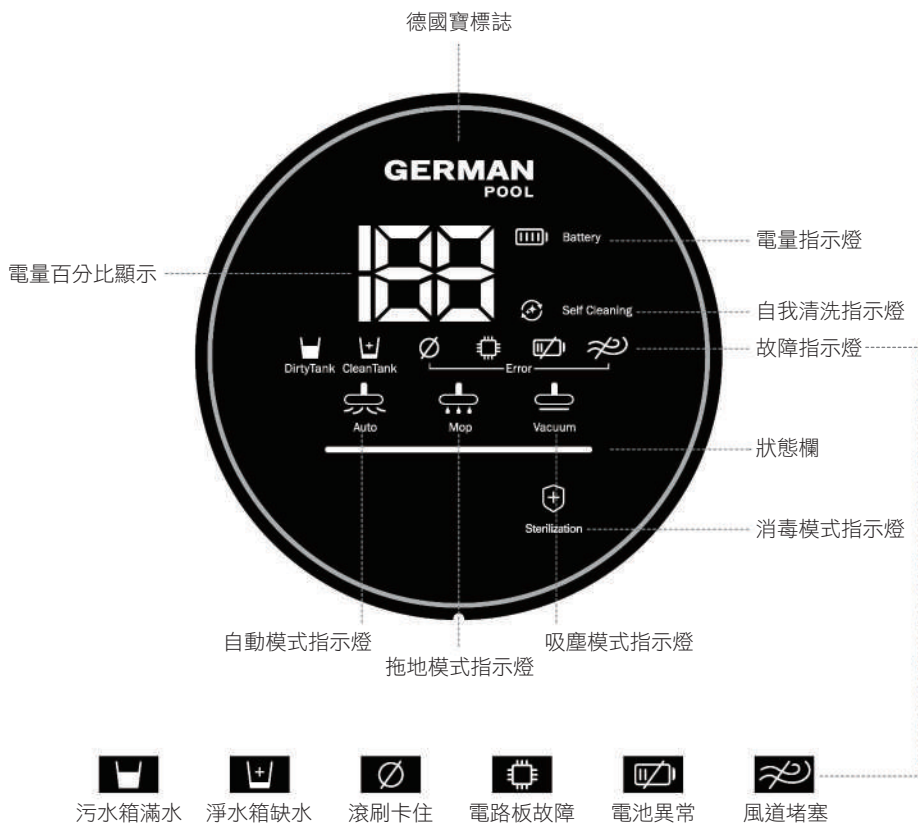 德國寶標誌
GERMAN
POOL
188
Battery
電量指示燈
電量百分比顯示
Self Cleaning
自我清洗指示燈
DirtyTank CleanTank
Error
故障指示燈
Auto Mop Vacuum
狀態欄
Sterilization
消毒模式指示燈
自動模式指示燈
拖地模式指示燈
吸塵模式指示燈
污水箱滿水 淨水箱缺水 滾刷卡住 電路板故障 電池異常 風道堵塞